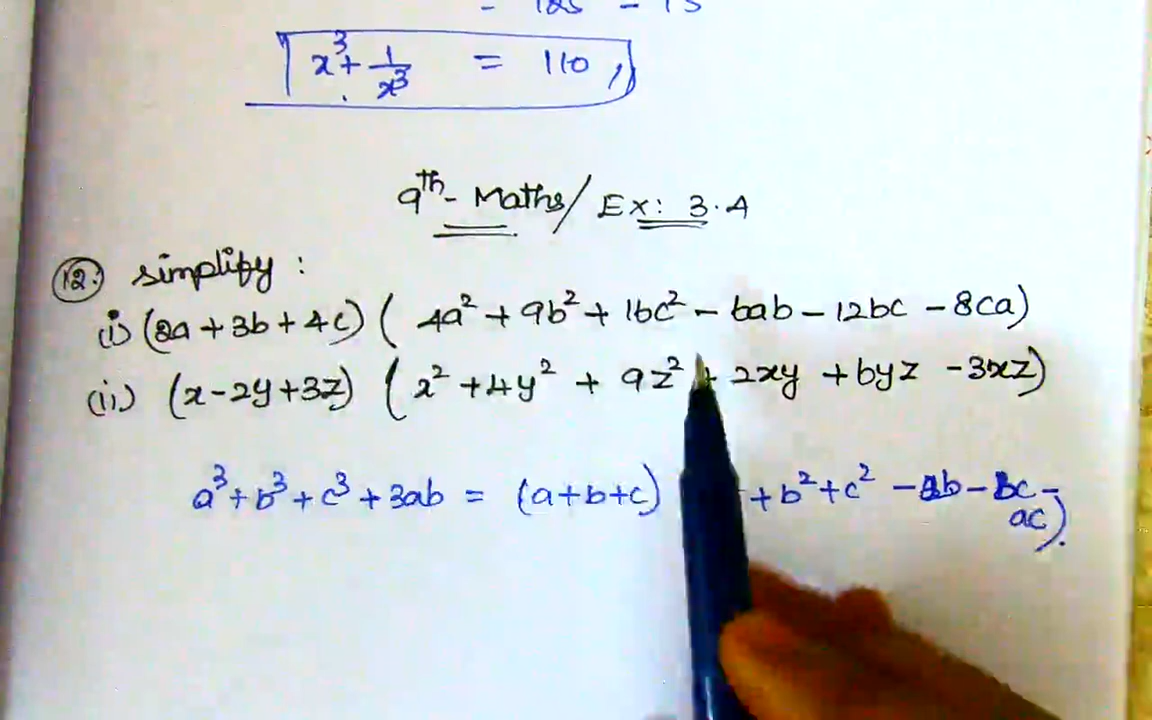 = 125 - 15
x³ + 1/x³ = 110
9th - Maths / Ex: 3.4
12. simplify:
(i) (2a + 3b + 4c) ( 4a² + 9b² + 16c² - 6ab - 12bc - 8ca)
(ii) (x - 2y + 3z) ( x² + 4y² + 9z² + 2xy + 6yz - 3xz)
a³ + b³ + c³ + 3ab = (a+b+c) + b² + c² - ab - bc -
ac).